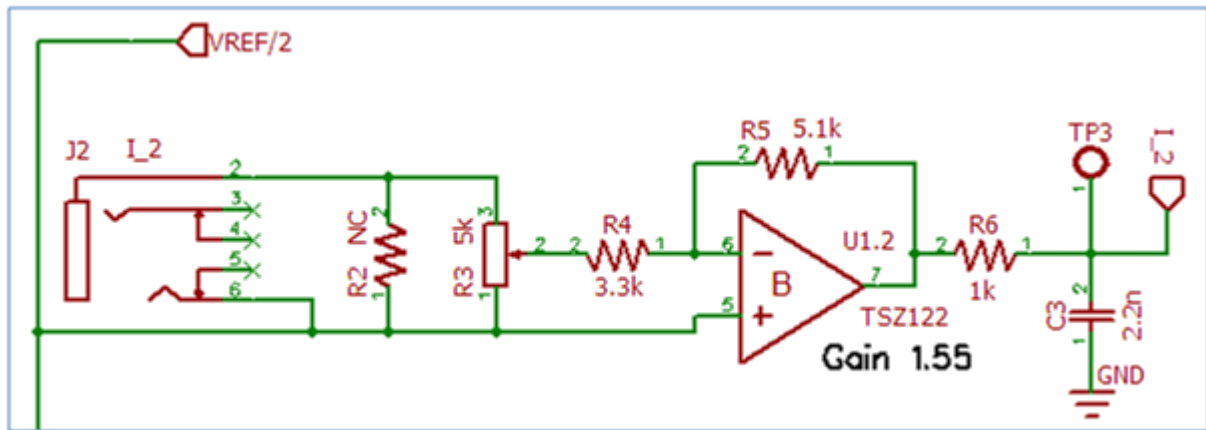 VREF/2
J2 I_2
2
3
4
5
6
2
NC
R2
1
3
5k
R3
1
2
2
R4
1
3.3k
R5 5.1k
2 1
6
5
B
U1.2
7
TSZ122
Gain 1.55
2
R6
1
1k
TP3
1
I_2
2
C3
2.2n
1
GND